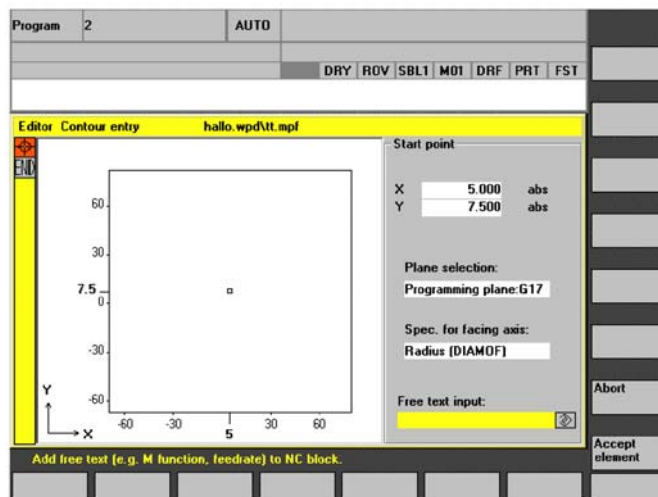 Program 2 AUTO
DRY ROV SBL1 M01 DRF PRT FST
Editor Contour entry hallo.wpd\tt.mpf
END
Start point
X 5.000 abs
Y 7.500 abs
Plane selection:
Programming plane:G17
Spec. for facing axis:
Radius (DIAMOF)
Free text input:
60
30
7.5
0
-30
-60
-60 -30 5 30 60
Y
X
Abort
Accept
element
Add free text (e.g. M function, feedrate) to NC block.